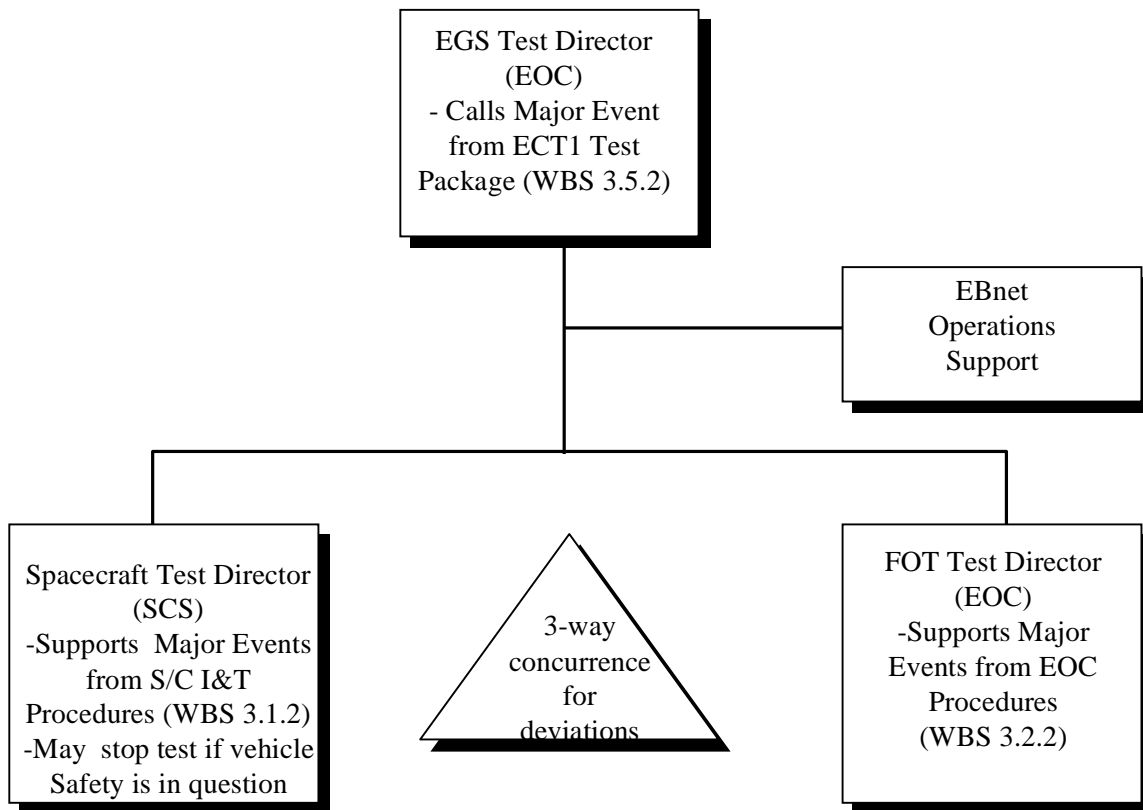 EGS Test Director
(EOC)
- Calls Major Event
from ECT1 Test
Package (WBS 3.5.2)
EBnet
Operations
Support
Spacecraft Test Director
(SCS)
-Supports Major Events
from S/C I&T
Procedures (WBS 3.1.2)
-May stop test if vehicle
Safety is in question
3-way
concurrence
for
deviations
FOT Test Director
(EOC)
-Supports Major
Events from EOC
Procedures
(WBS 3.2.2)